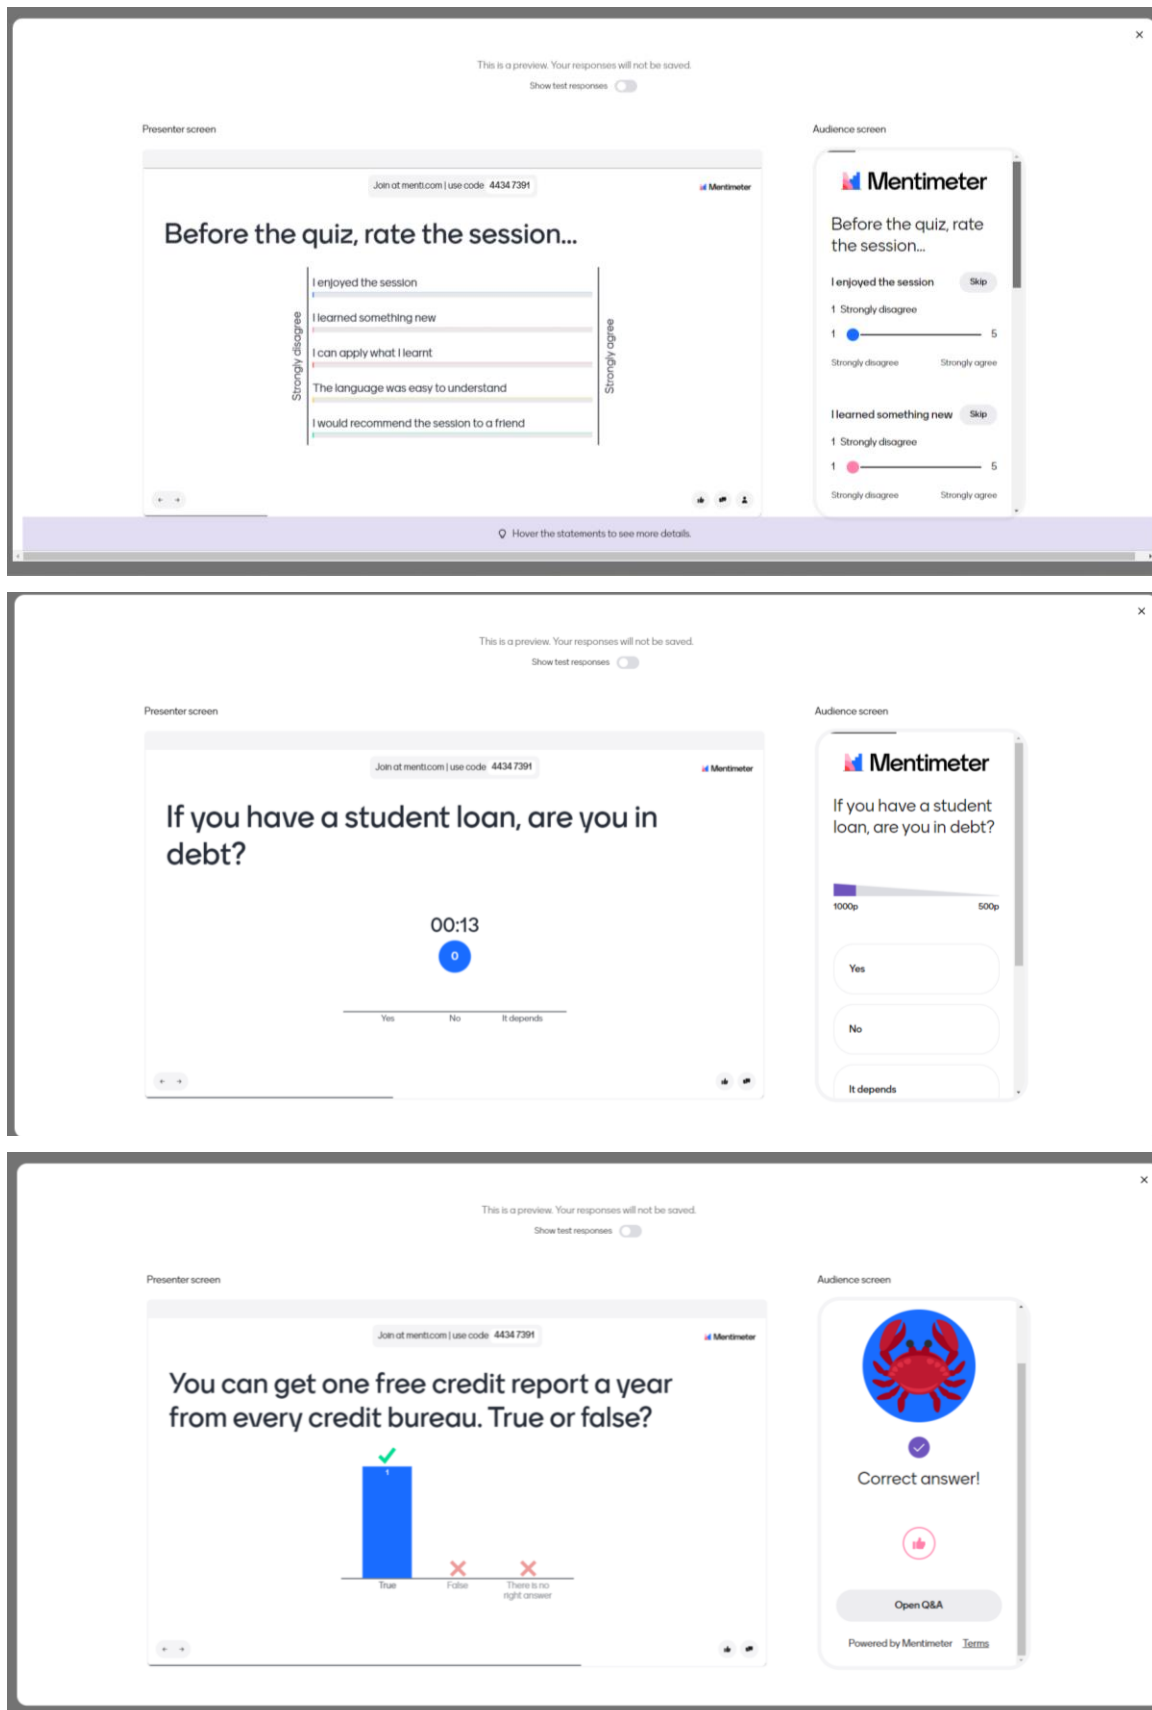 This is a preview. Your responses will not be saved.
Show test responses
Presenter screen
Audience screen
Join at menti.com | use code 4434 7391
Mentimeter
Before the quiz, rate the session...
Strongly disagree
I enjoyed the session
I learned something new
I can apply what I learnt
The language was easy to understand
I would recommend the session to a friend
Strongly agree
Mentimeter
Before the quiz, rate
the session...
I enjoyed the session Skip
1 Strongly disagree
1 5
Strongly disagree Strongly agree
I learned something new Skip
1 Strongly disagree
1 5
Strongly disagree Strongly agree
Hover the statements to see more details.
This is a preview. Your responses will not be saved.
Show test responses
Presenter screen
Audience screen
Join at menti.com | use code 4434 7391
Mentimeter
If you have a student loan, are you in
debt?
00:13
0
Yes No It depends
Mentimeter
If you have a student
loan, are you in debt?
1000p 500p
Yes
No
It depends
This is a preview. Your responses will not be saved.
Show test responses
Presenter screen
Audience screen
Join at menti.com | use code 4434 7391
Mentimeter
You can get one free credit report a year
from every credit bureau. True or false?
1
True False There is no
right answer
Correct answer!
Open Q&A
Powered by Mentimeter Terms